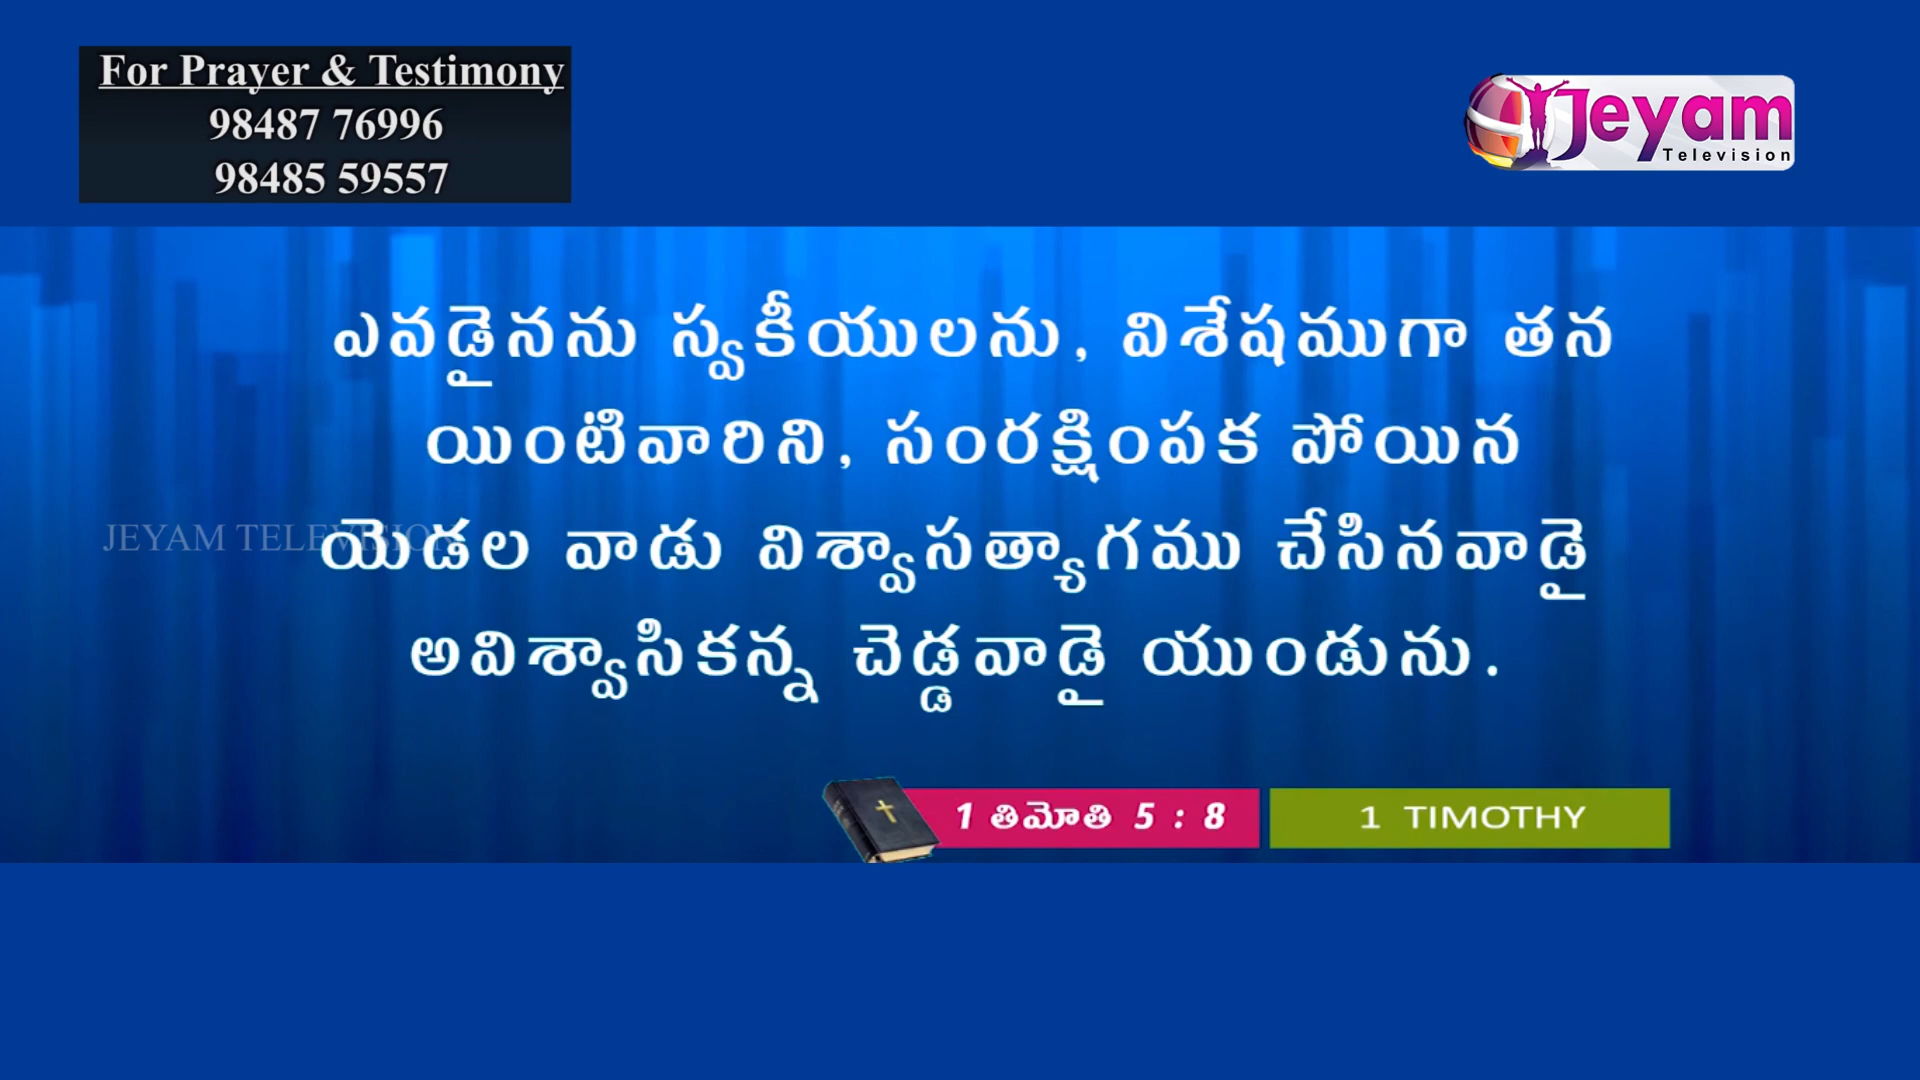 For Prayer & Testimony
98487 76996
98485 59557
Jeyam
Television
ఎవడైనను స్వకీయులను, విశేషముగా తన
యింటివారిని, సంరక్షింపక పోయిన
JEYAM TELEVISION
యెడల వాడు విశ్వాసత్యాగము చేసినవాడై
అవిశ్వాసికన్న చెడ్డవాడై యుండును.
1 తిమోతి 5 : 8
1 TIMOTHY